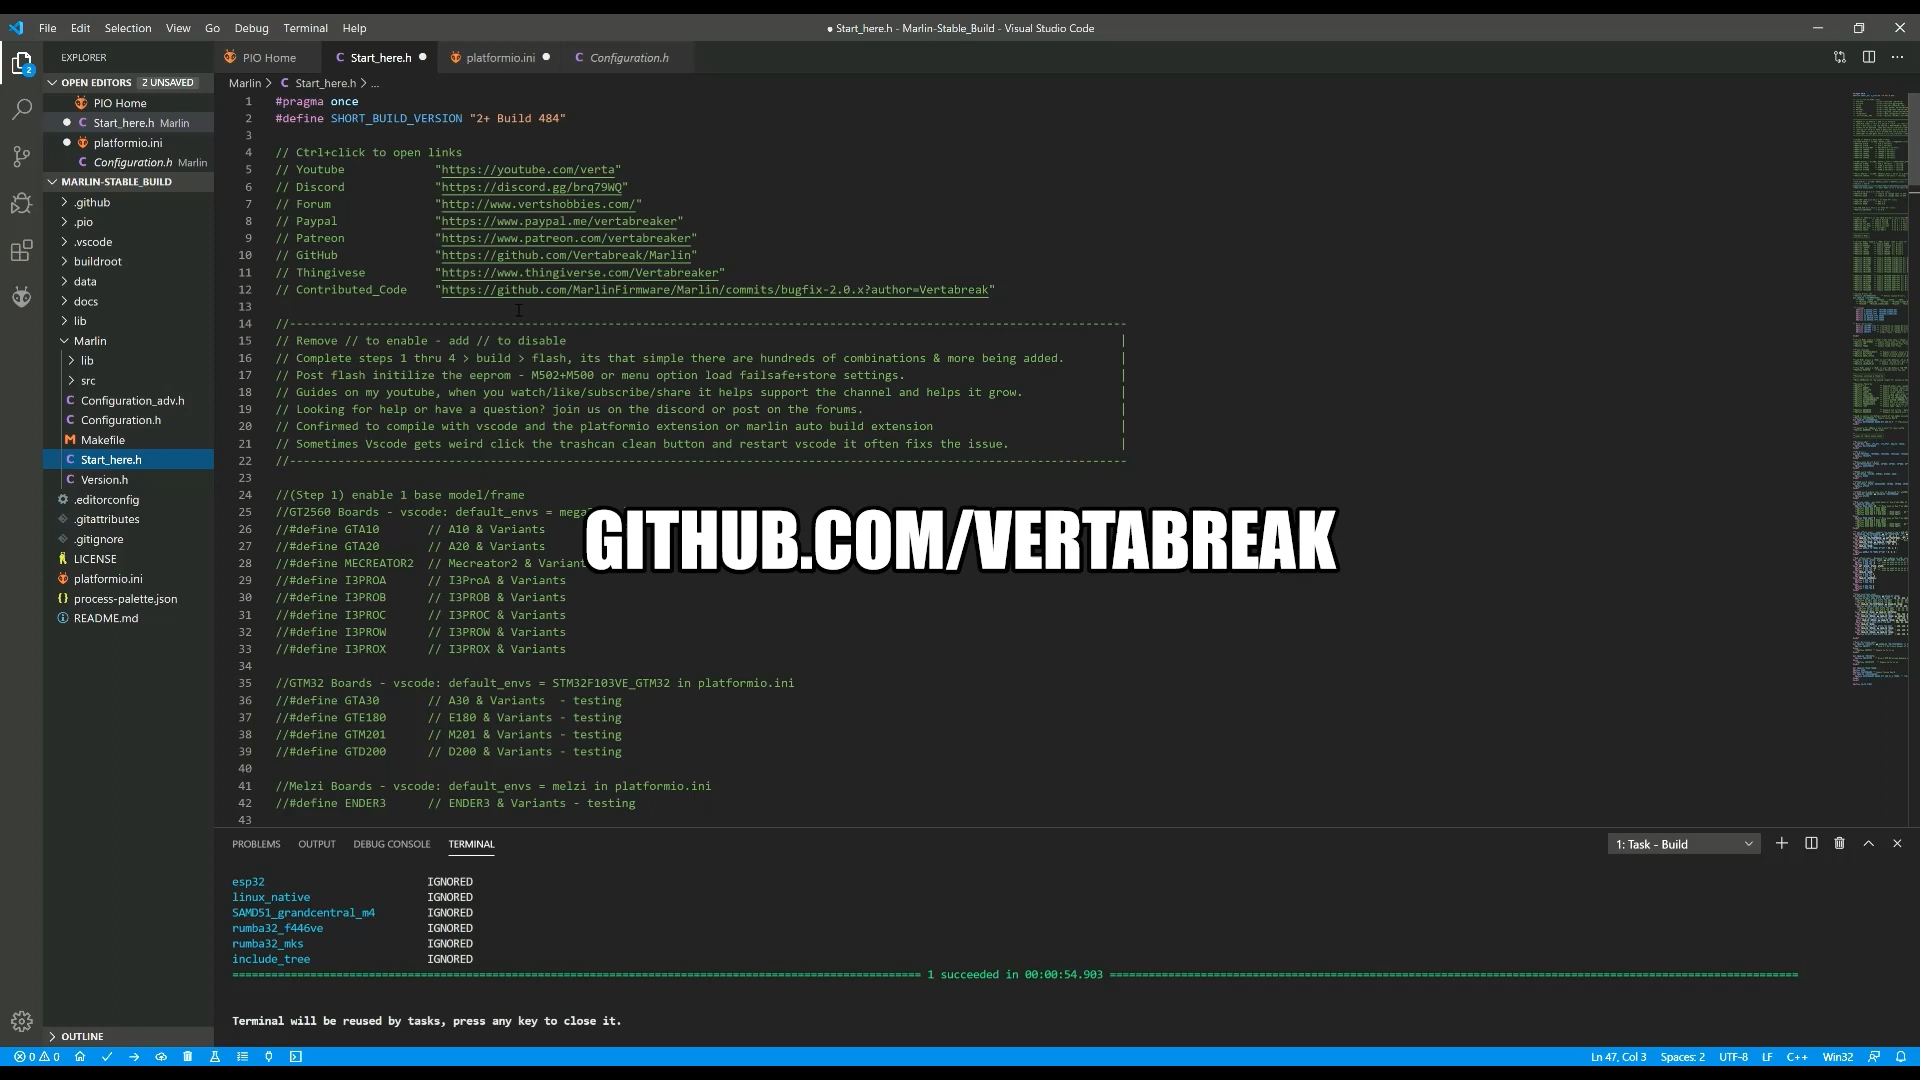 File Edit Selection View Go Debug Terminal Help
● Start_here.h - Marlin-Stable_Build - Visual Studio Code
EXPLORER
OPEN EDITORS 2 UNSAVED
PIO Home
Start_here.h Marlin
platformio.ini
Configuration.h Marlin
MARLIN-STABLE_BUILD
.github
.pio
.vscode
buildroot
data
docs
lib
Marlin
lib
src
Configuration_adv.h
Configuration.h
Makefile
Start_here.h
Version.h
.editorconfig
.gitattributes
.gitignore
LICENSE
platformio.ini
process-palette.json
README.md
OUTLINE
2
PIO Home
Start_here.h
platformio.ini
Configuration.h
Marlin > C Start_here.h > ...
1 #pragma once
2 #define SHORT_BUILD_VERSION "2+ Build 484"
3
4 // Ctrl+click to open links
5 // Youtube "https://youtube.com/verta"
6 // Discord "https://discord.gg/brq79WQ"
7 // Forum "http://www.vertshobbies.com/"
8 // Paypal "https://www.paypal.me/vertabreaker"
9 // Patreon "https://www.patreon.com/vertabreaker"
10 // GitHub "https://github.com/Vertabreak/Marlin"
11 // Thingivese "https://www.thingiverse.com/Vertabreaker"
12 // Contributed_Code "https://github.com/MarlinFirmware/Marlin/commits/bugfix-2.0.x?author=Vertabreak"
13
14 //-------------------------------------------------------------------------------------------------------------------------
15 // Remove // to enable - add // to disable |
16 // Complete steps 1 thru 4 > build > flash, its that simple there are hundreds of combinations & more being added. |
17 // Post flash initilize the eeprom - M502+M500 or menu option load failsafe+store settings. |
18 // Guides on my youtube, when you watch/like/subscribe/share it helps support the channel and helps it grow. |
19 // Looking for help or have a question? join us on the discord or post on the forums. |
20 // Confirmed to compile with vscode and the platformio extension or marlin auto build extension |
21 // Sometimes Vscode gets weird click the trashcan clean button and restart vscode it often fixs the issue. |
22 //-------------------------------------------------------------------------------------------------------------------------
23
24 //(Step 1) enable 1 base model/frame
25 //GT2560 Boards - vscode: default_envs = mega
26 //#define GTA10 // A10 & Variants
27 //#define GTA20 // A20 & Variants
28 //#define MECREATOR2 // Mecreator2 & Variant
29 //#define I3PROA // I3ProA & Variants
30 //#define I3PROB // I3PROB & Variants
31 //#define I3PROC // I3PROC & Variants
32 //#define I3PROW // I3PROW & Variants
33 //#define I3PROX // I3PROX & Variants
34
35 //GTM32 Boards - vscode: default_envs = STM32F103VE_GTM32 in platformio.ini
36 //#define GTA30 // A30 & Variants - testing
37 //#define GTE180 // E180 & Variants - testing
38 //#define GTM201 // M201 & Variants - testing
39 //#define GTD200 // D200 & Variants - testing
40
41 //Melzi Boards - vscode: default_envs = melzi in platformio.ini
42 //#define ENDER3 // ENDER3 & Variants - testing
43
GITHUB.COM/VERTABREAK
PROBLEMS OUTPUT DEBUG CONSOLE TERMINAL
1: Task - Build
esp32 IGNORED
linux_native IGNORED
SAMD51_grandcentral_m4 IGNORED
rumba32_f446ve IGNORED
rumba32_mks IGNORED
include_tree IGNORED
1 succeeded in 00:00:54.903
Terminal will be reused by tasks, press any key to close it.
0 0
Ln 47, Col 3 Spaces: 2 UTF-8 LF C++ Win32